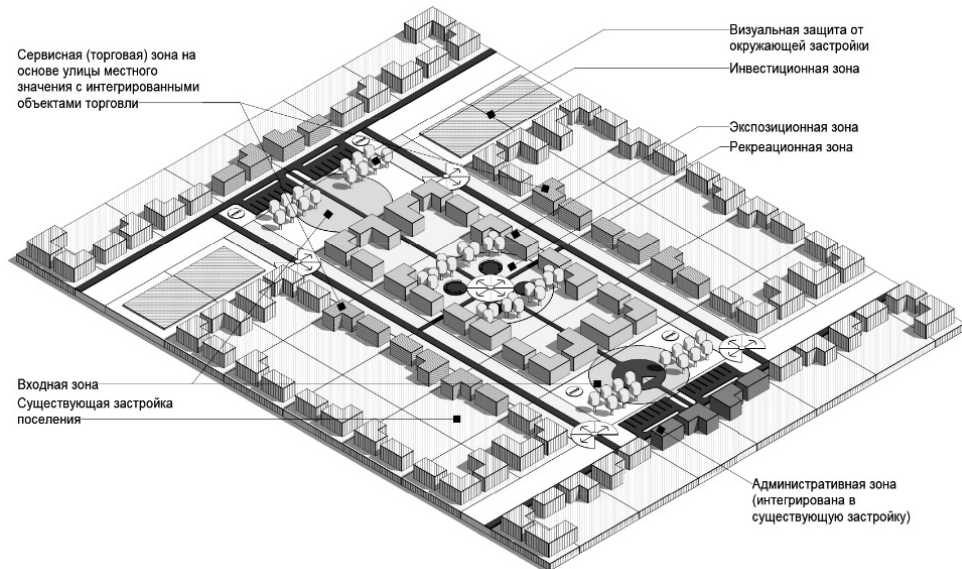 Сервисная (торговая) зона на
основе улицы местного
значения с интегрированными
объектами торговли
Визуальная защита от
окружающей застройки
Инвестиционная зона
Экспозиционная зона
Рекреационная зона
Входная зона
Существующая застройка
поселения
Административная зона
(интегрирована в
существующую застройку)